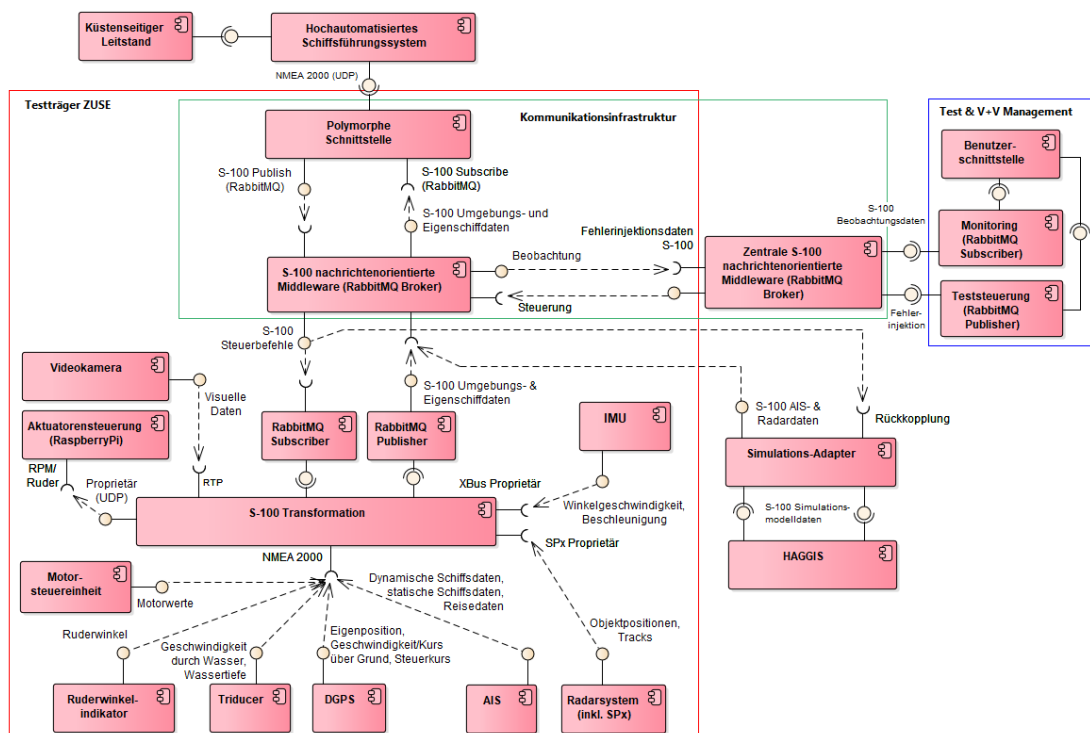 Küstenseitiger
Leitstand
Hochautomatisiertes
Schiffsführungssystem
NMEA 2000 (UDP)
Testträger ZUSE
Kommunikationsinfrastruktur
Test & V+V Management
Polymorphe
Schnittstelle
Benutzer-
schnittstelle
S-100 Publish
(RabbitMQ)
S-100 Subscribe
(RabbitMQ)
S-100 Umgebungs- und
Eigenschiffdaten
S-100
Beobachtungsdaten
Monitoring
(RabbitMQ
Subscriber)
Fehlerinjektionsdaten
S-100
Beobachtung
S-100 nachrichtenorientierte
Middleware (RabbitMQ Broker)
Zentrale S-100
nachrichtenorientierte
Middleware (RabbitMQ
Broker)
Steuerung
Fehler-
injektion
Teststeuerung
(RabbitMQ
Publisher)
S-100
Steuerbefehle
Videokamera
Visuelle
Daten
S-100 Umgebungs- &
Eigenschiffdaten
S-100 AIS- &
Radardaten
Rückkopplung
Aktuatorensteuerung
(RaspberryPi)
RabbitMQ
Subscriber
RabbitMQ
Publisher
IMU
Simulations-Adapter
RPM/
Ruder
Proprietär
(UDP)
RTP
XBus Proprietär
Winkelgeschwindigkeit,
Beschleunigung
S-100 Transformation
SPx Proprietär
S-100 Simulations-
modelldaten
HAGGIS
NMEA 2000
Motor-
steuereinheit
Motorwerte
Dynamische Schiffsdaten,
statische Schiffsdaten,
Reisedaten
Ruderwinkel
Geschwindigkeit
durch Wasser,
Wassertiefe
Eigenposition,
Geschwindigkeit/Kurs
über Grund, Steuerkurs
Objektpositionen,
Tracks
Ruderwinkel-
indikator
Triducer
DGPS
AIS
Radarsystem
(inkl. SPx)